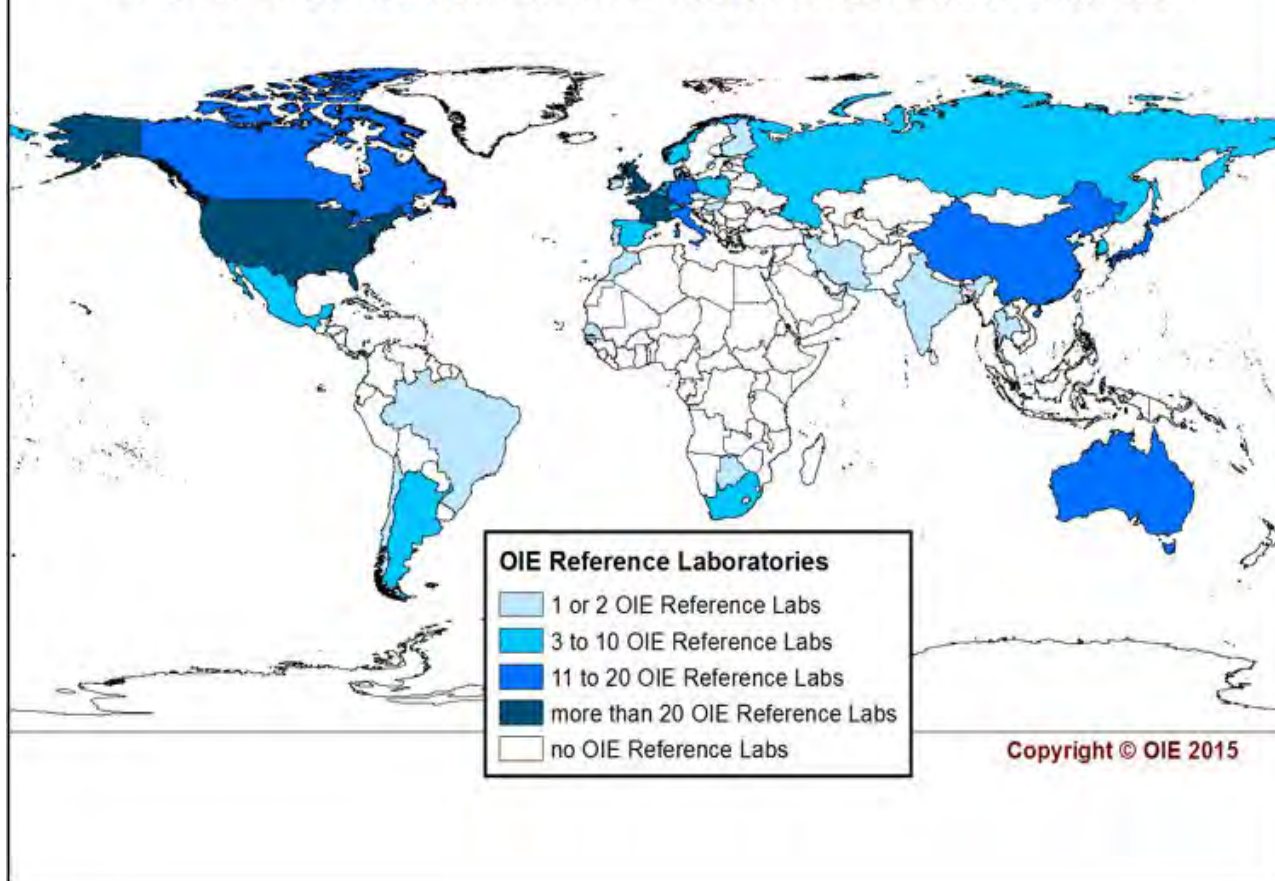 OIE Reference Laboratories
1 or 2 OIE Reference Labs
3 to 10 OIE Reference Labs
11 to 20 OIE Reference Labs
more than 20 OIE Reference Labs
no OIE Reference Labs
Copyright © OIE 2015